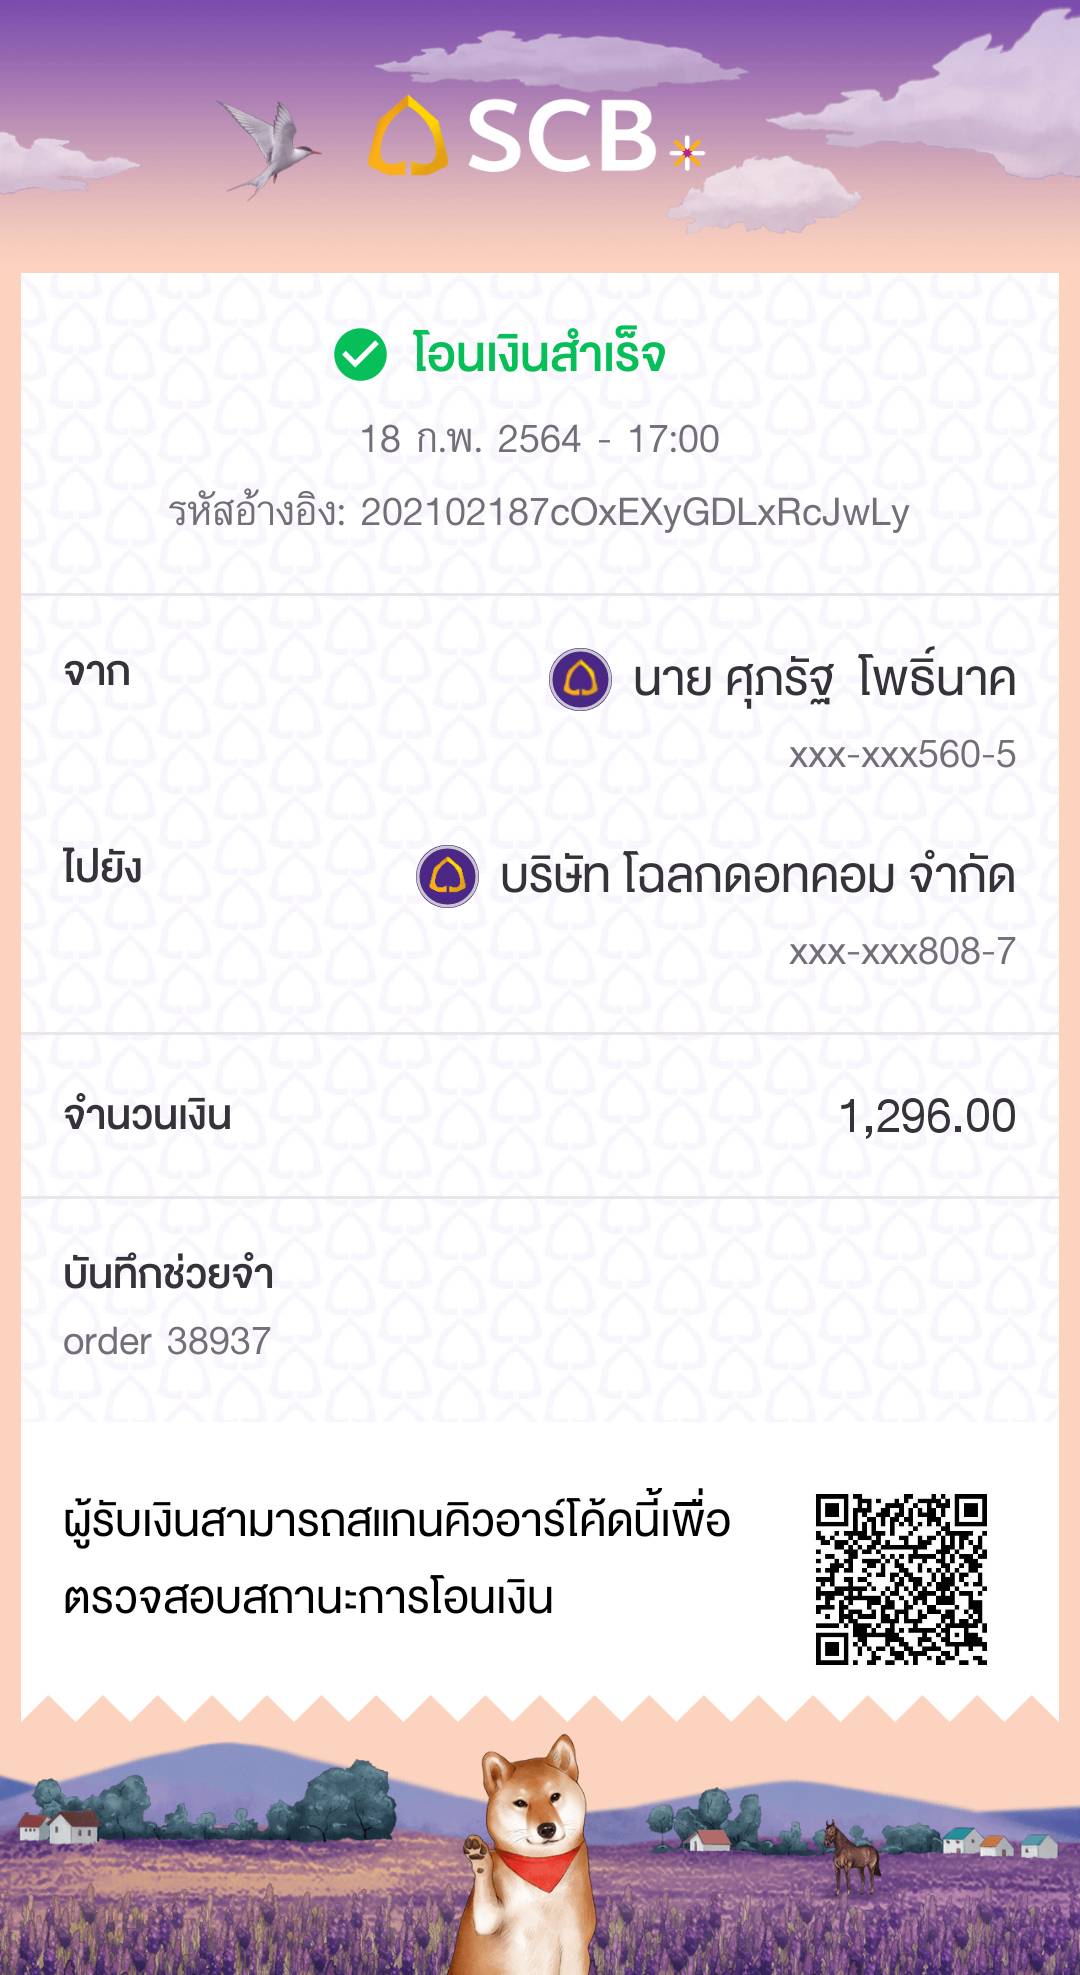 SCB
โอนเงินสำเร็จ
18 ก.พ. 2564 - 17:00
รหัสอ้างอิง: 202102187cOxEXyGDLxRcJwLy
จาก
นาย ศุภรัฐ โพธิ์นาค
xxx-xxx560-5
ไปยัง
บริษัท โฉลกดอทคอม จำกัด
xxx-xxx808-7
จำนวนเงิน
1,296.00
บันทึกช่วยจำ
order 38937
ผู้รับเงินสามารถสแกนคิวอาร์โค้ดนี้เพื่อ
ตรวจสอบสถานะการโอนเงิน